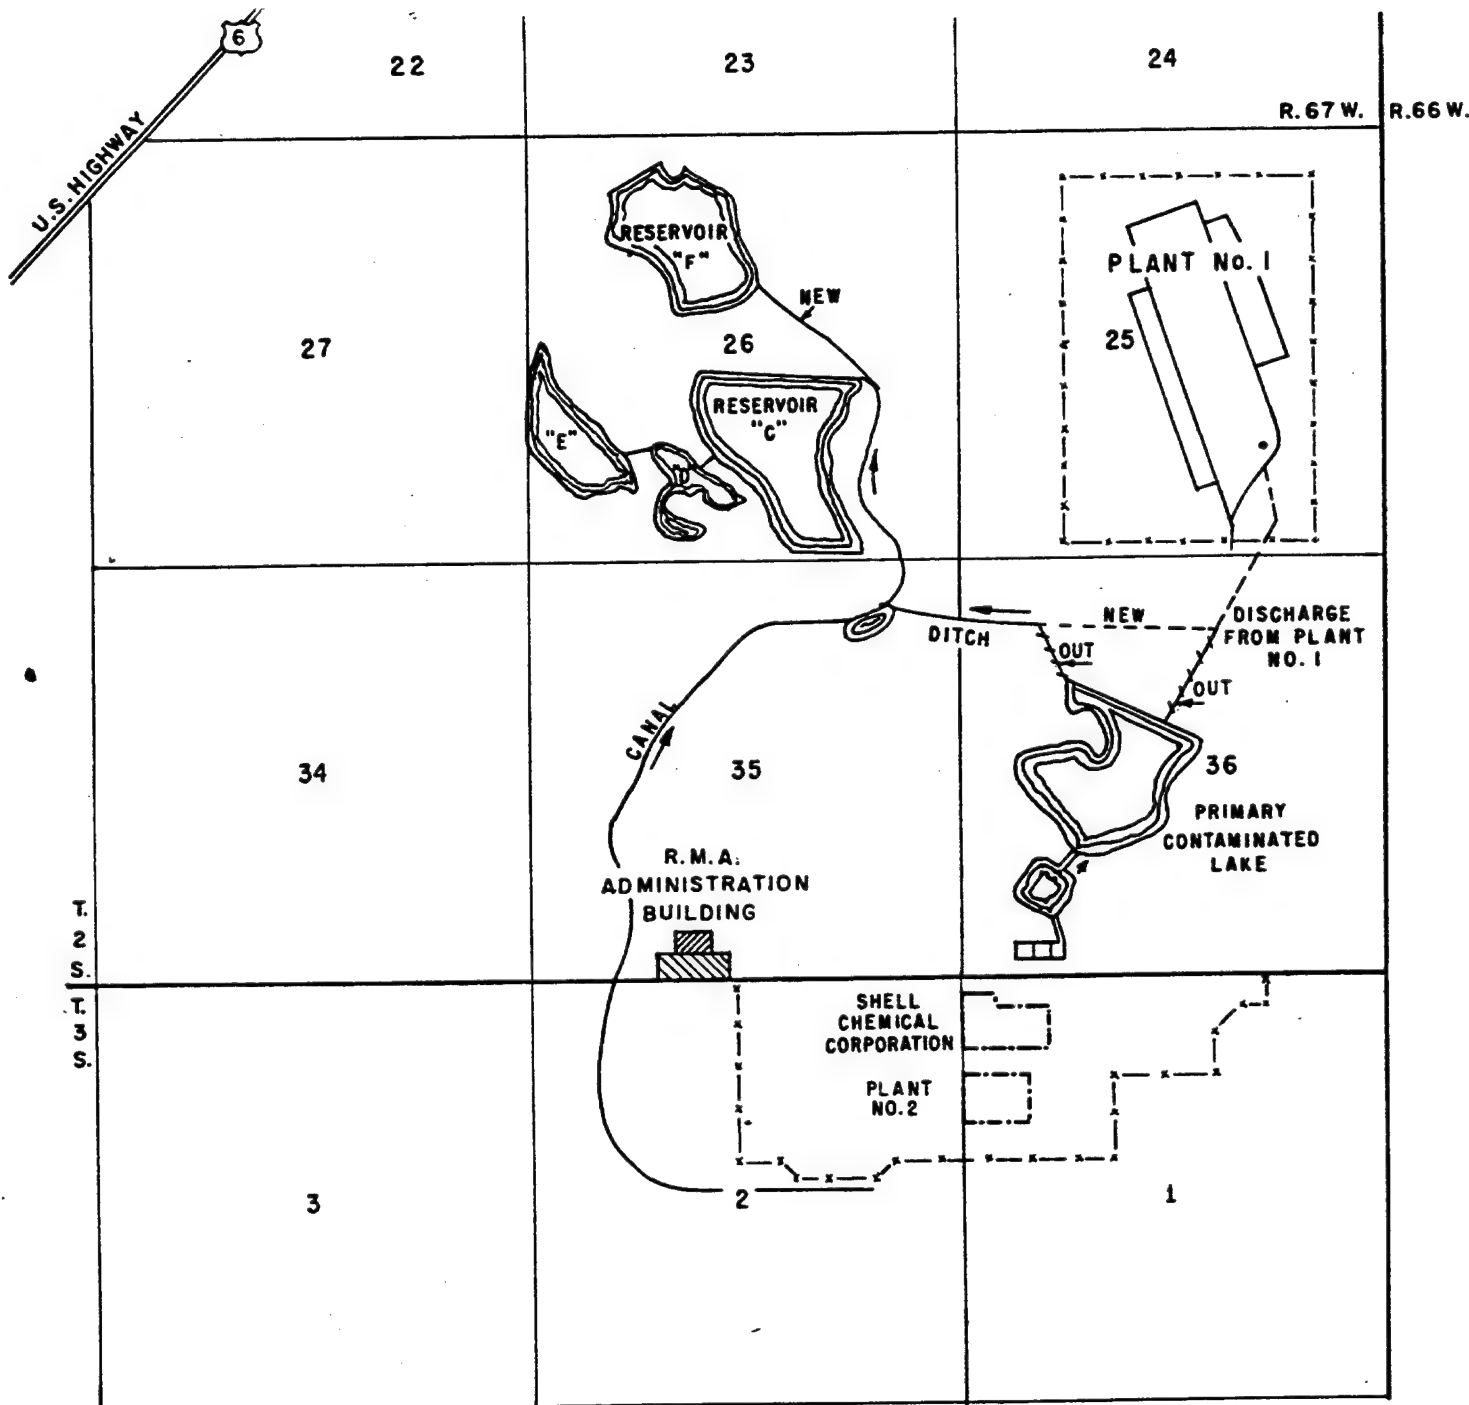 6
22
23
24
U.S. HIGHWAY
R. 67 W.
R. 66 W.
RESERVOIR
"F"
PLANT No. 1
NEW
27
26
25
RESERVOIR
"C"
"E"
D
NEW
DISCHARGE
FROM PLANT
NO. 1
DITCH
OUT
OUT
CANAL
34
35
36
PRIMARY
CONTAMINATED
LAKE
R.M.A.
ADMINISTRATION
BUILDING
T.
2
S.
T.
3
S.
SHELL
CHEMICAL
CORPORATION
PLANT
NO. 2
3
2
1